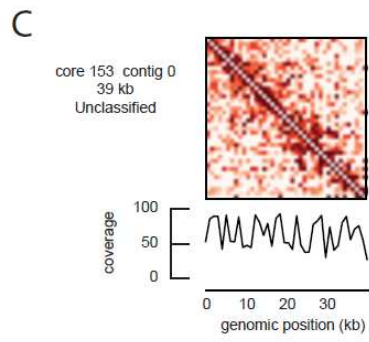 C
core 153 contig 0
39 kb
Unclassified
coverage
100
50
0
0 10 20 30
genomic position (kb)